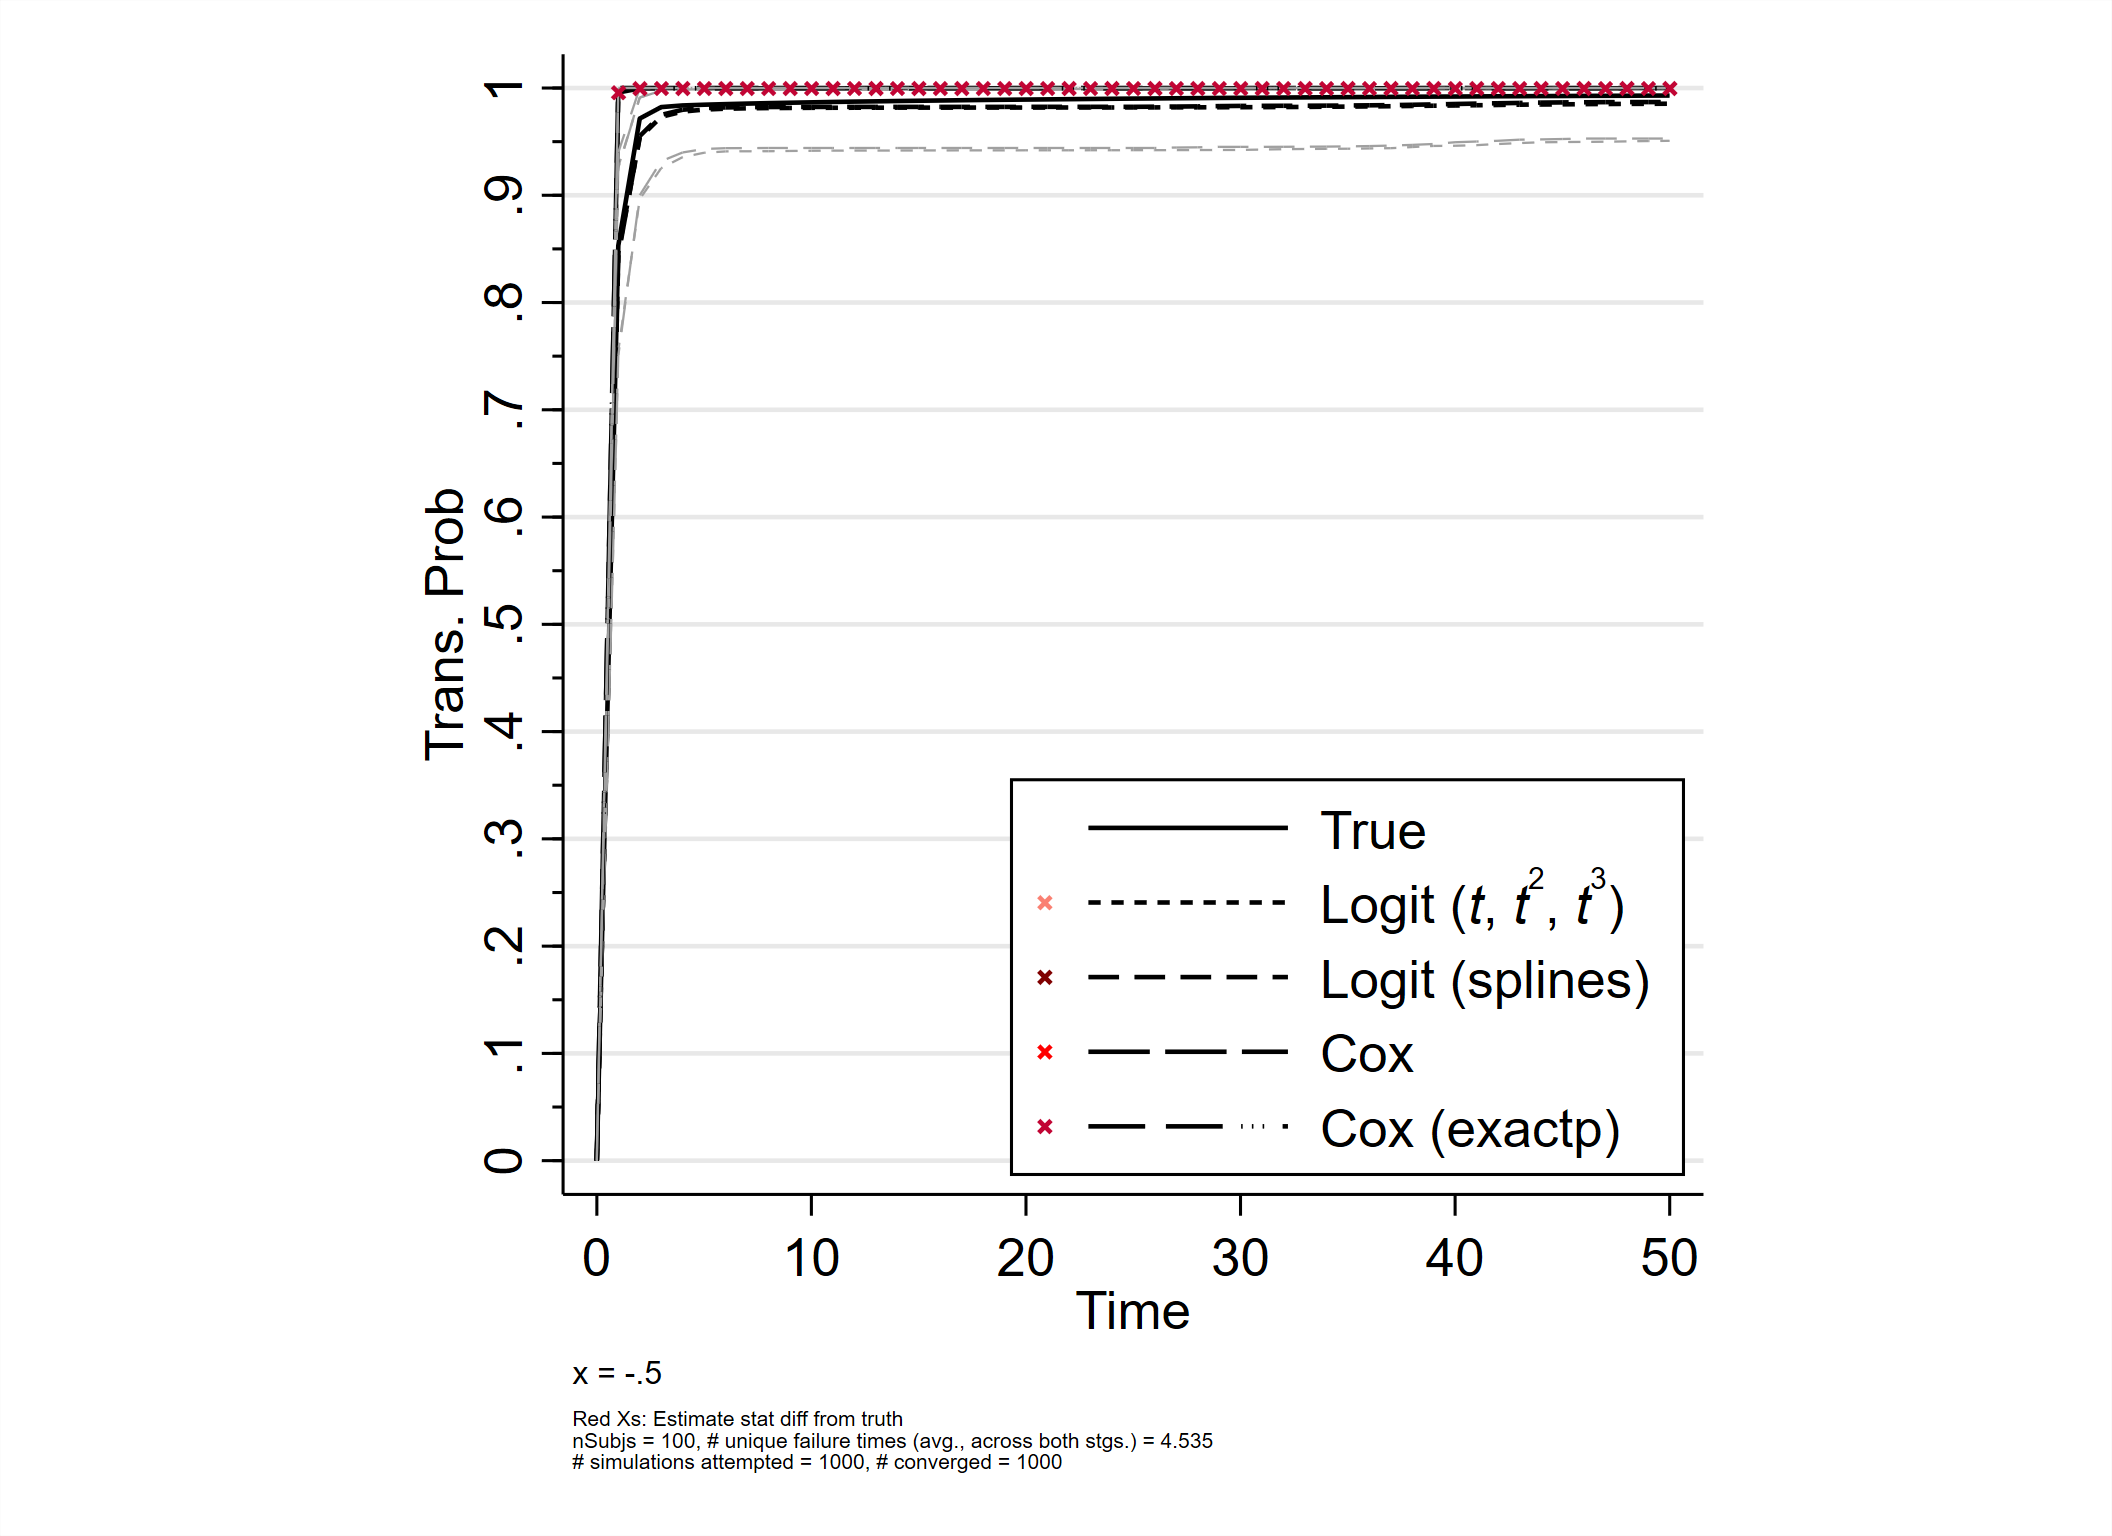 Trans. Prob
1
.9
.8
.7
.6
.5
.4
.3
.2
.1
0
True
Logit (t, t², t³)
Logit (splines)
Cox
Cox (exactp)
0 10 20 30 40 50
Time
x = -.5
Red Xs: Estimate stat diff from truth
nSubjs = 100, # unique failure times (avg., across both stgs.) = 4.535
# simulations attempted = 1000, # converged = 1000